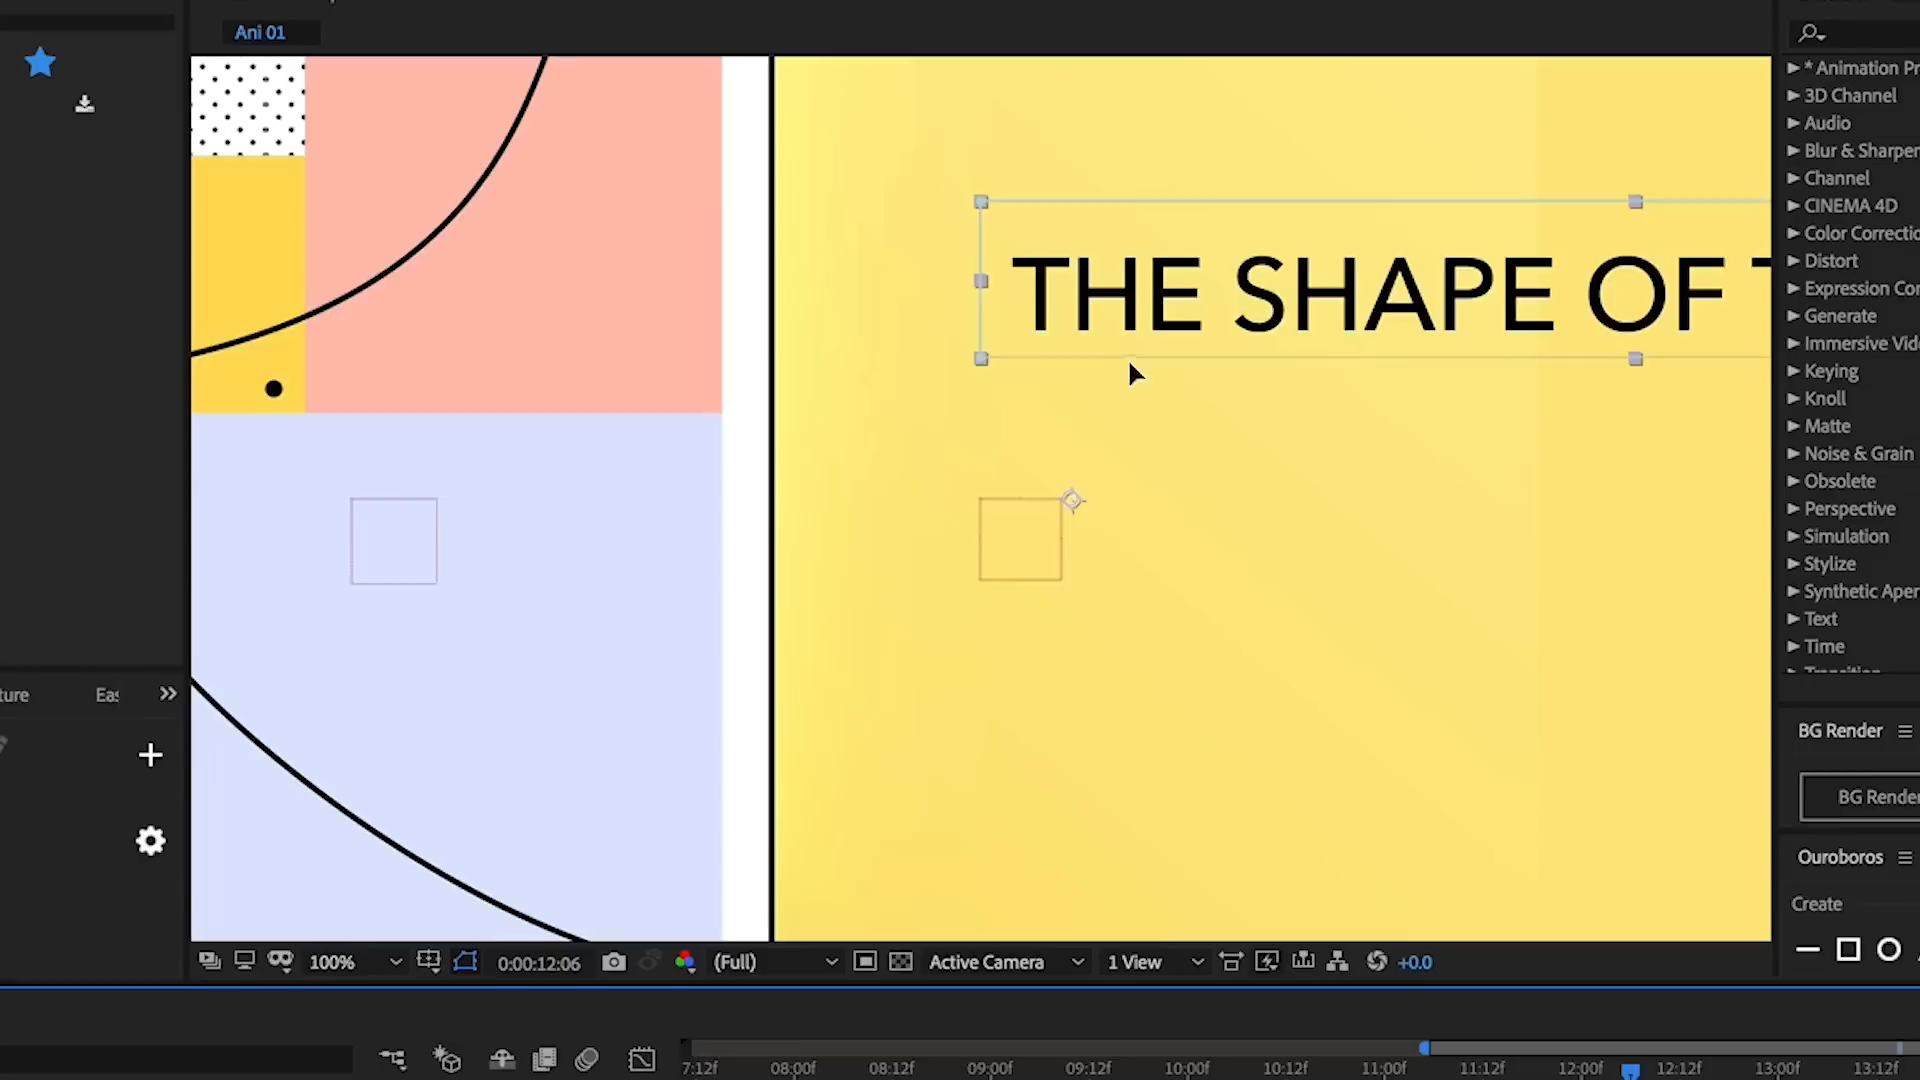 Ani 01
THE SHAPE OF T
* Animation Pr
3D Channel
Audio
Blur & Sharpen
Channel
CINEMA 4D
Color Correctio
Distort
Expression Con
Generate
Immersive Vide
Keying
Knoll
Matte
Noise & Grain
Obsolete
Perspective
Simulation
Stylize
Synthetic Aper
Text
Time
ture Eas
BG Render
BG Render
Ouroboros
Create
100% 0:00:12:06 (Full) Active Camera 1 View +0.0
7:12f 08:00f 08:12f 09:00f 09:12f 10:00f 10:12f 11:00f 11:12f 12:00f 12:12f 13:00f 13:12f